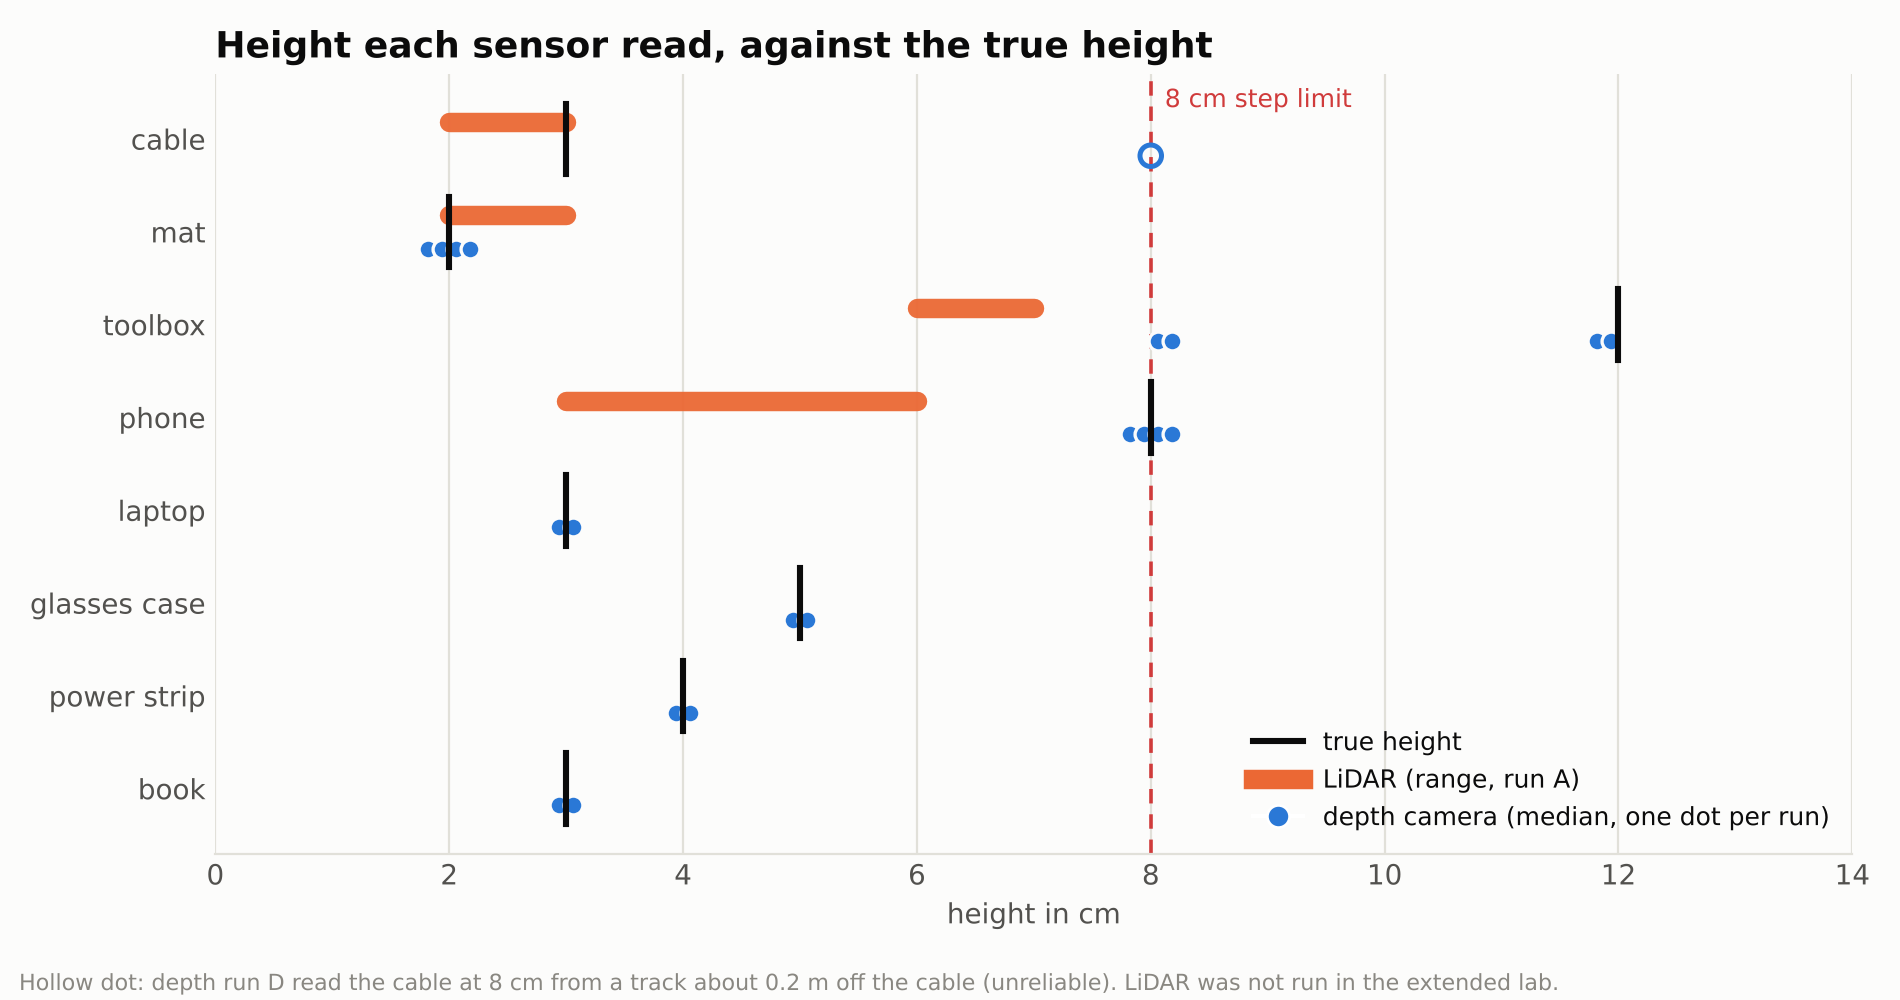 Height each sensor read, against the true height
8 cm step limit
cable
mat
toolbox
phone
laptop
glasses case
power strip
book
true height
LiDAR (range, run A)
depth camera (median, one dot per run)
0 2 4 6 8 10 12 14
height in cm
Hollow dot: depth run D read the cable at 8 cm from a track about 0.2 m off the cable (unreliable). LiDAR was not run in the extended lab.